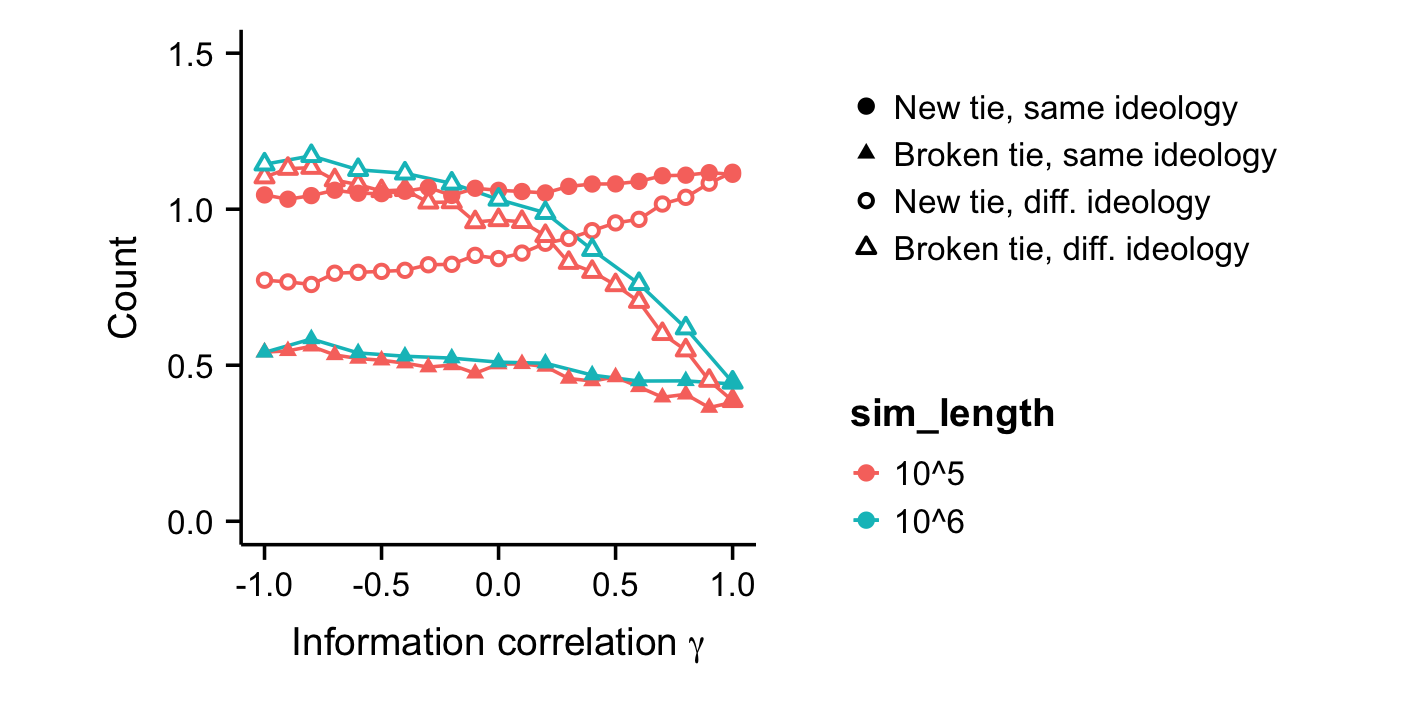 1.5
1.0
0.5
0.0
Count
-1.0 -0.5 0.0 0.5 1.0
Information correlation γ
New tie, same ideology
Broken tie, same ideology
New tie, diff. ideology
Broken tie, diff. ideology
sim_length
10^5
10^6